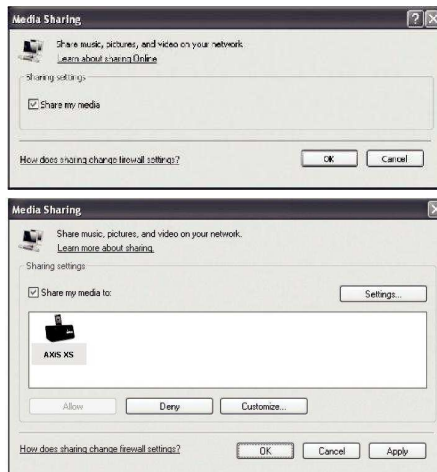 Media Sharing
Share music, pictures, and video on your network
Learn about sharing Online
Sharing settings
Share my media
How does sharing change firewall settings?
OK
Cancel
Media Sharing
Share music, pictures, and video on your network.
Learn more about sharing.
Sharing settings
Share my media to:
Settings...
AXiS XS
Allow
Deny
Customize...
How does sharing change firewall settings?
OK
Cancel
Apply